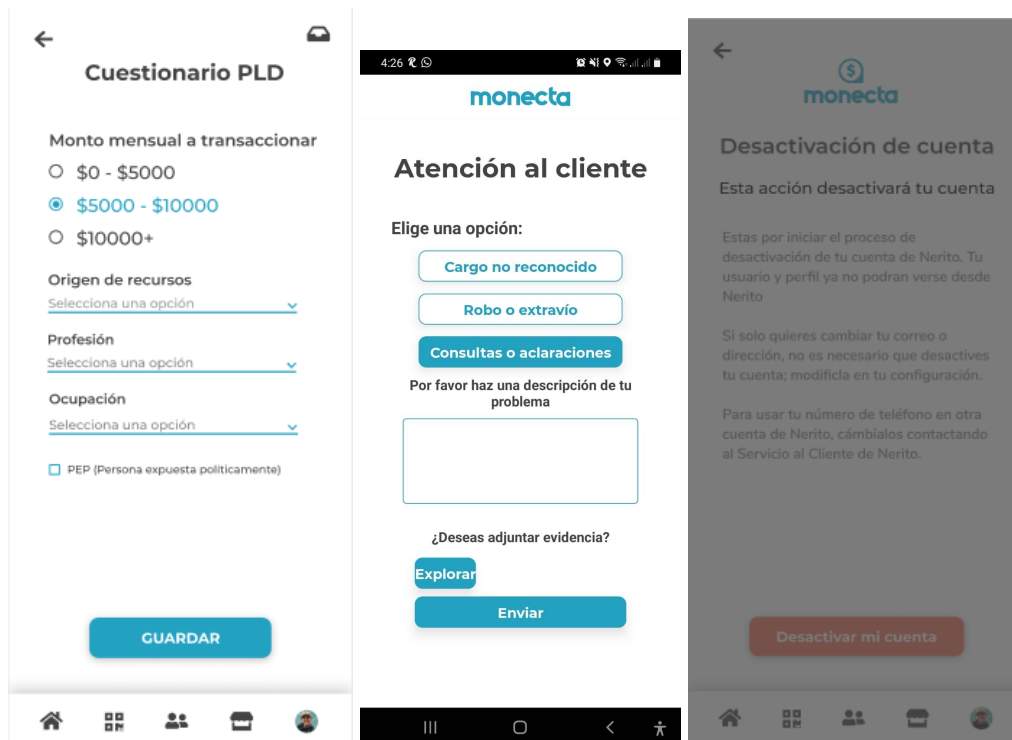 Cuestionario PLD
Monto mensual a transaccionar
$0 - $5000
$5000 - $10000
$10000+
Origen de recursos
Selecciona una opción
Profesión
Selecciona una opción
Ocupación
Selecciona una opción
PEP (Persona expuesta políticamente)
GUARDAR
4:26
monecta
Atención al cliente
Elige una opción:
Cargo no reconocido
Robo o extravío
Consultas o aclaraciones
Por favor haz una descripción de tu
problema
¿Deseas adjuntar evidencia?
Explorar
Enviar
monecta
Desactivación de cuenta
Esta acción desactivará tu cuenta
Estas por iniciar el proceso de
desactivación de tu cuenta de Nerito. Tu
usuario y perfil ya no podran verse desde
Nerito
Si solo quieres cambiar tu correo o
dirección, no es necesario que desactives
tu cuenta; modificla en tu configuración.
Para usar tu número de teléfono en otra
cuenta de Nerito, cámbialos contactando
al Servicio al Cliente de Nerito.
Desactivar mi cuenta